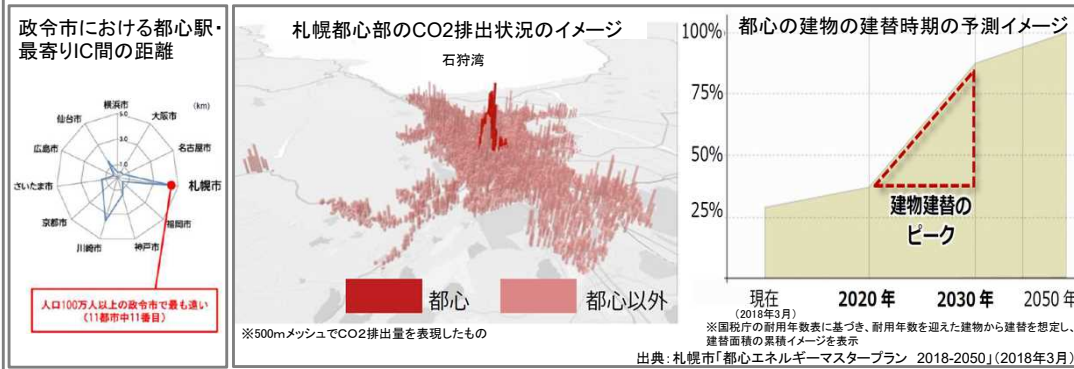 政令市における都心駅・
最寄りIC間の距離
(km)
横浜市
大阪市
名古屋市
札幌市
福岡市
神戸市
川崎市
京都市
さいたま市
広島市
仙台市
5.0
3.0
1.0
人口100万人以上の政令市で最も遠い
(11都市中11番目)
札幌都心部のCO2排出状況のイメージ
石狩湾
都心
都心以外
※500mメッシュでCO2排出量を表現したもの
都心の建物の建替時期の予測イメージ
100%
75%
50%
25%
建物建替の
ピーク
現在
(2018年3月)
2020年
2030年
2050年
※国税庁の耐用年数表に基づき、耐用年数を迎えた建物から建替を想定し、
建替面積の累積イメージを表示
出典:札幌市「都心エネルギーマスタープラン 2018-2050」(2018年3月)